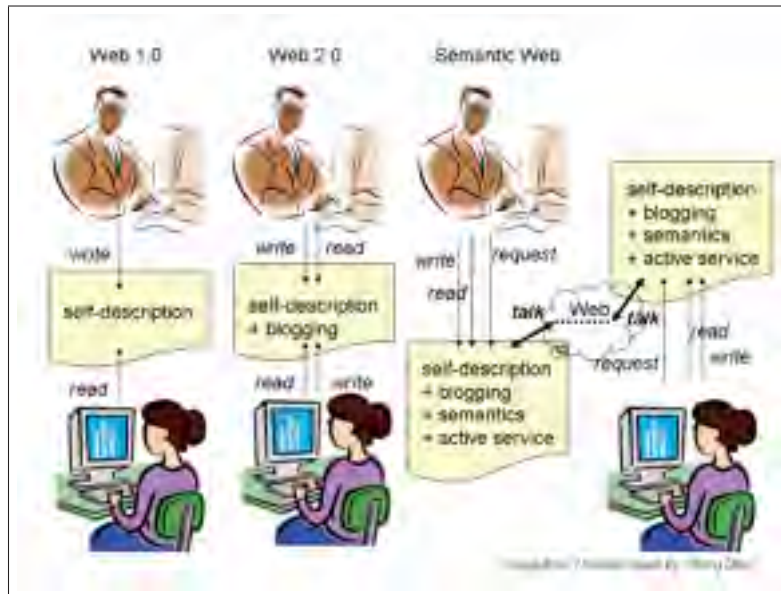 Web 1.0
Web 2.0
Semantic Web
write
self-description
read
write
read
self-description
+ blogging
read
write
write
read
request
self-description
+ blogging
+ semantics
+ active service
talk
Web
talk
self-description
+ blogging
+ semantics
+ active service
request
read
write